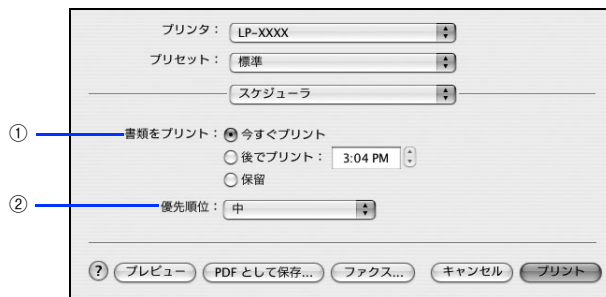 プリンタ： LP-XXXX
プリセット： 標準
スケジューラ
① 書類をプリント： 今すぐプリント
後でプリント： 3:04 PM
保留
② 優先順位： 中
? プレビュー PDF として保存... ファクス... キャンセル プリント